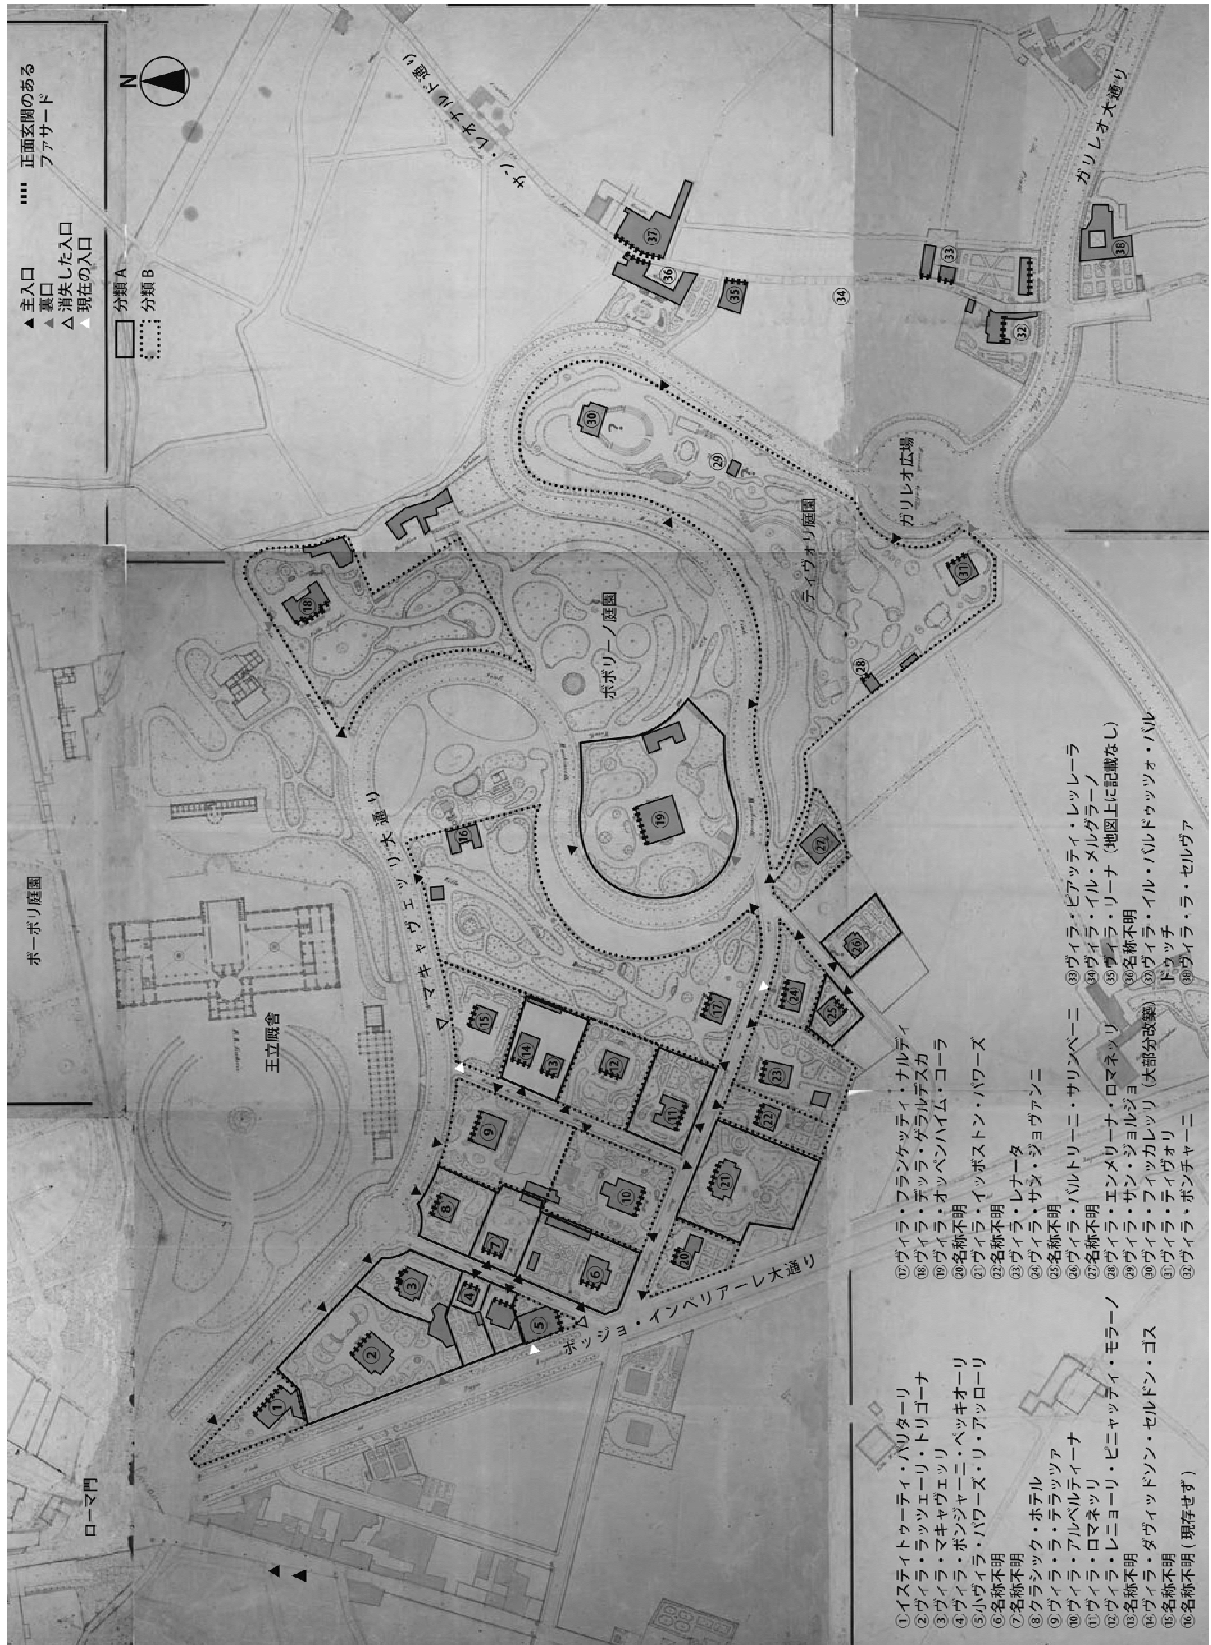 N
▲ 主入口
▲ 裏口
△ 消失した入口
▲ 現在の入口
正面玄関のある
ファサード
分類 A
分類 B
ボーボリ庭園
ローマ門
王立厩舎
マキャヴェッリ大通り
サン・レオナルド通り
ガリレオ大通り
ガリレオ広場
ティヴォリ庭園
ボボリーノ庭園
ポッジョ・インペリアーレ大通り
①イスティトゥーティ・パリターリ
②ヴィラ・ラッツェーリ・トリゴーナ
③ヴィラ・マキャヴェッリ
④ヴィラ・ボンジャーニ・ベッキオーリ
⑤小ヴィラ・パワーズ・リ・アッローリ
⑥名称不明
⑦名称不明
⑧クラシック・ホテル
⑨ヴィラ・ラ・テラッツァ
⑩ヴィラ・アルベルティーナ
⑪ヴィラ・ロマネッリ
⑫ヴィラ・レニョーリ・ピニャッティ・モラーノ
⑬名称不明
⑭ヴィラ・ダヴィッドソン・セルドン・ゴス
⑮名称不明
⑯名称不明(現存せず)
⑰ヴィラ・フランケッティ・ナルディ
⑱ヴィラ・デッラ・ゲラルデスカ
⑲ヴィラ・オッペンハイム・コーラ
⑳名称不明
㉑ヴィラ・イッポストン・パワーズ
㉒名称不明
㉓ヴィラ・レナータ
㉔ヴィラ・サン・ジョヴァンニ
㉕名称不明
㉖ヴィラ・バルトリーニ・サリンベーニ
㉗名称不明
㉘ヴィラ・エンメリーナ・ロマネッリ
㉙ヴィラ・サン・ジョルジョ
㉚ヴィラ・フィッカレッリ(大部分改築)
㉛ヴィラ・ティヴォリ
㉜ヴィラ・ポンチャーニ
㉝ヴィラ・ピアッティ・レッレーラ
㉞ヴィラ・イル・メルグラーノ
㉟ヴィラ・リーナ(地図上に記載なし)
㊱名称不明
㊲ヴィラ・イル・バルドゥッツォ・バル
ドゥッチ
㊳ヴィラ・ラ・セルヴァ